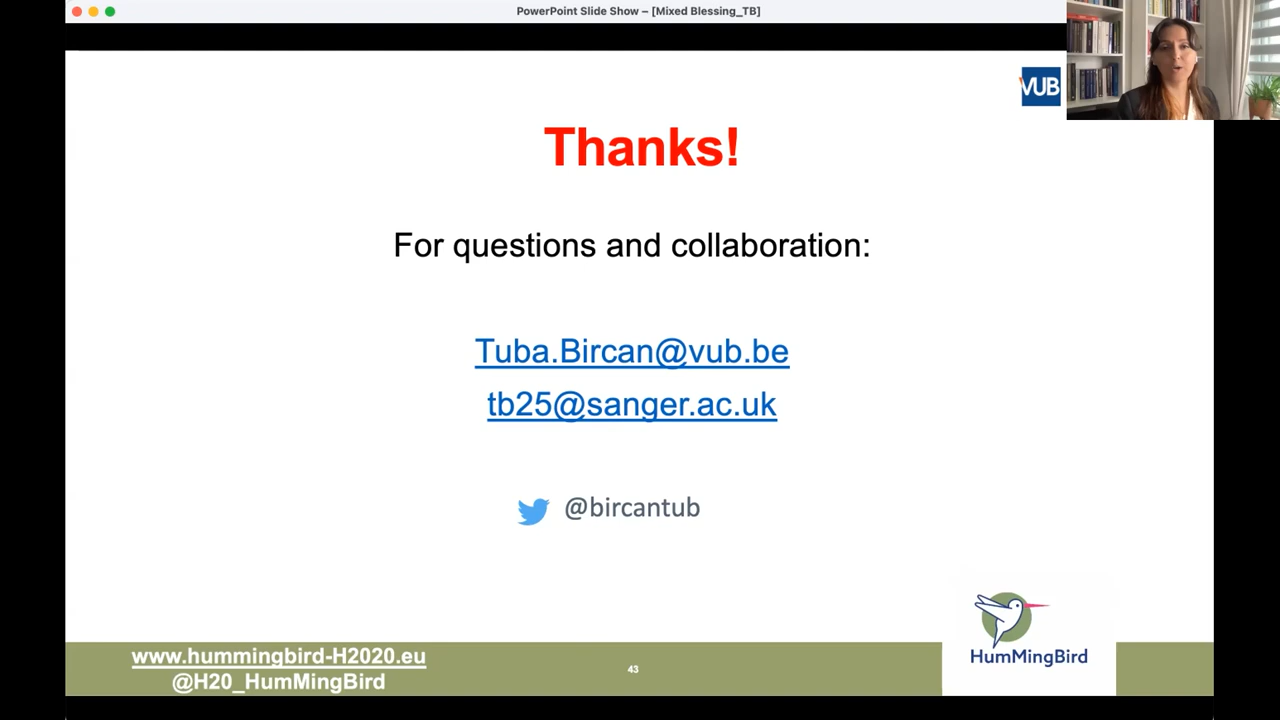 PowerPoint Slide Show – [Mixed Blessing_TB]
VUB
Thanks!
For questions and collaboration:
Tuba.Bircan@vub.be
tb25@sanger.ac.uk
@bircantub
HumMingBird
www.hummingbird-H2020.eu
@H20_HumMingBird
43